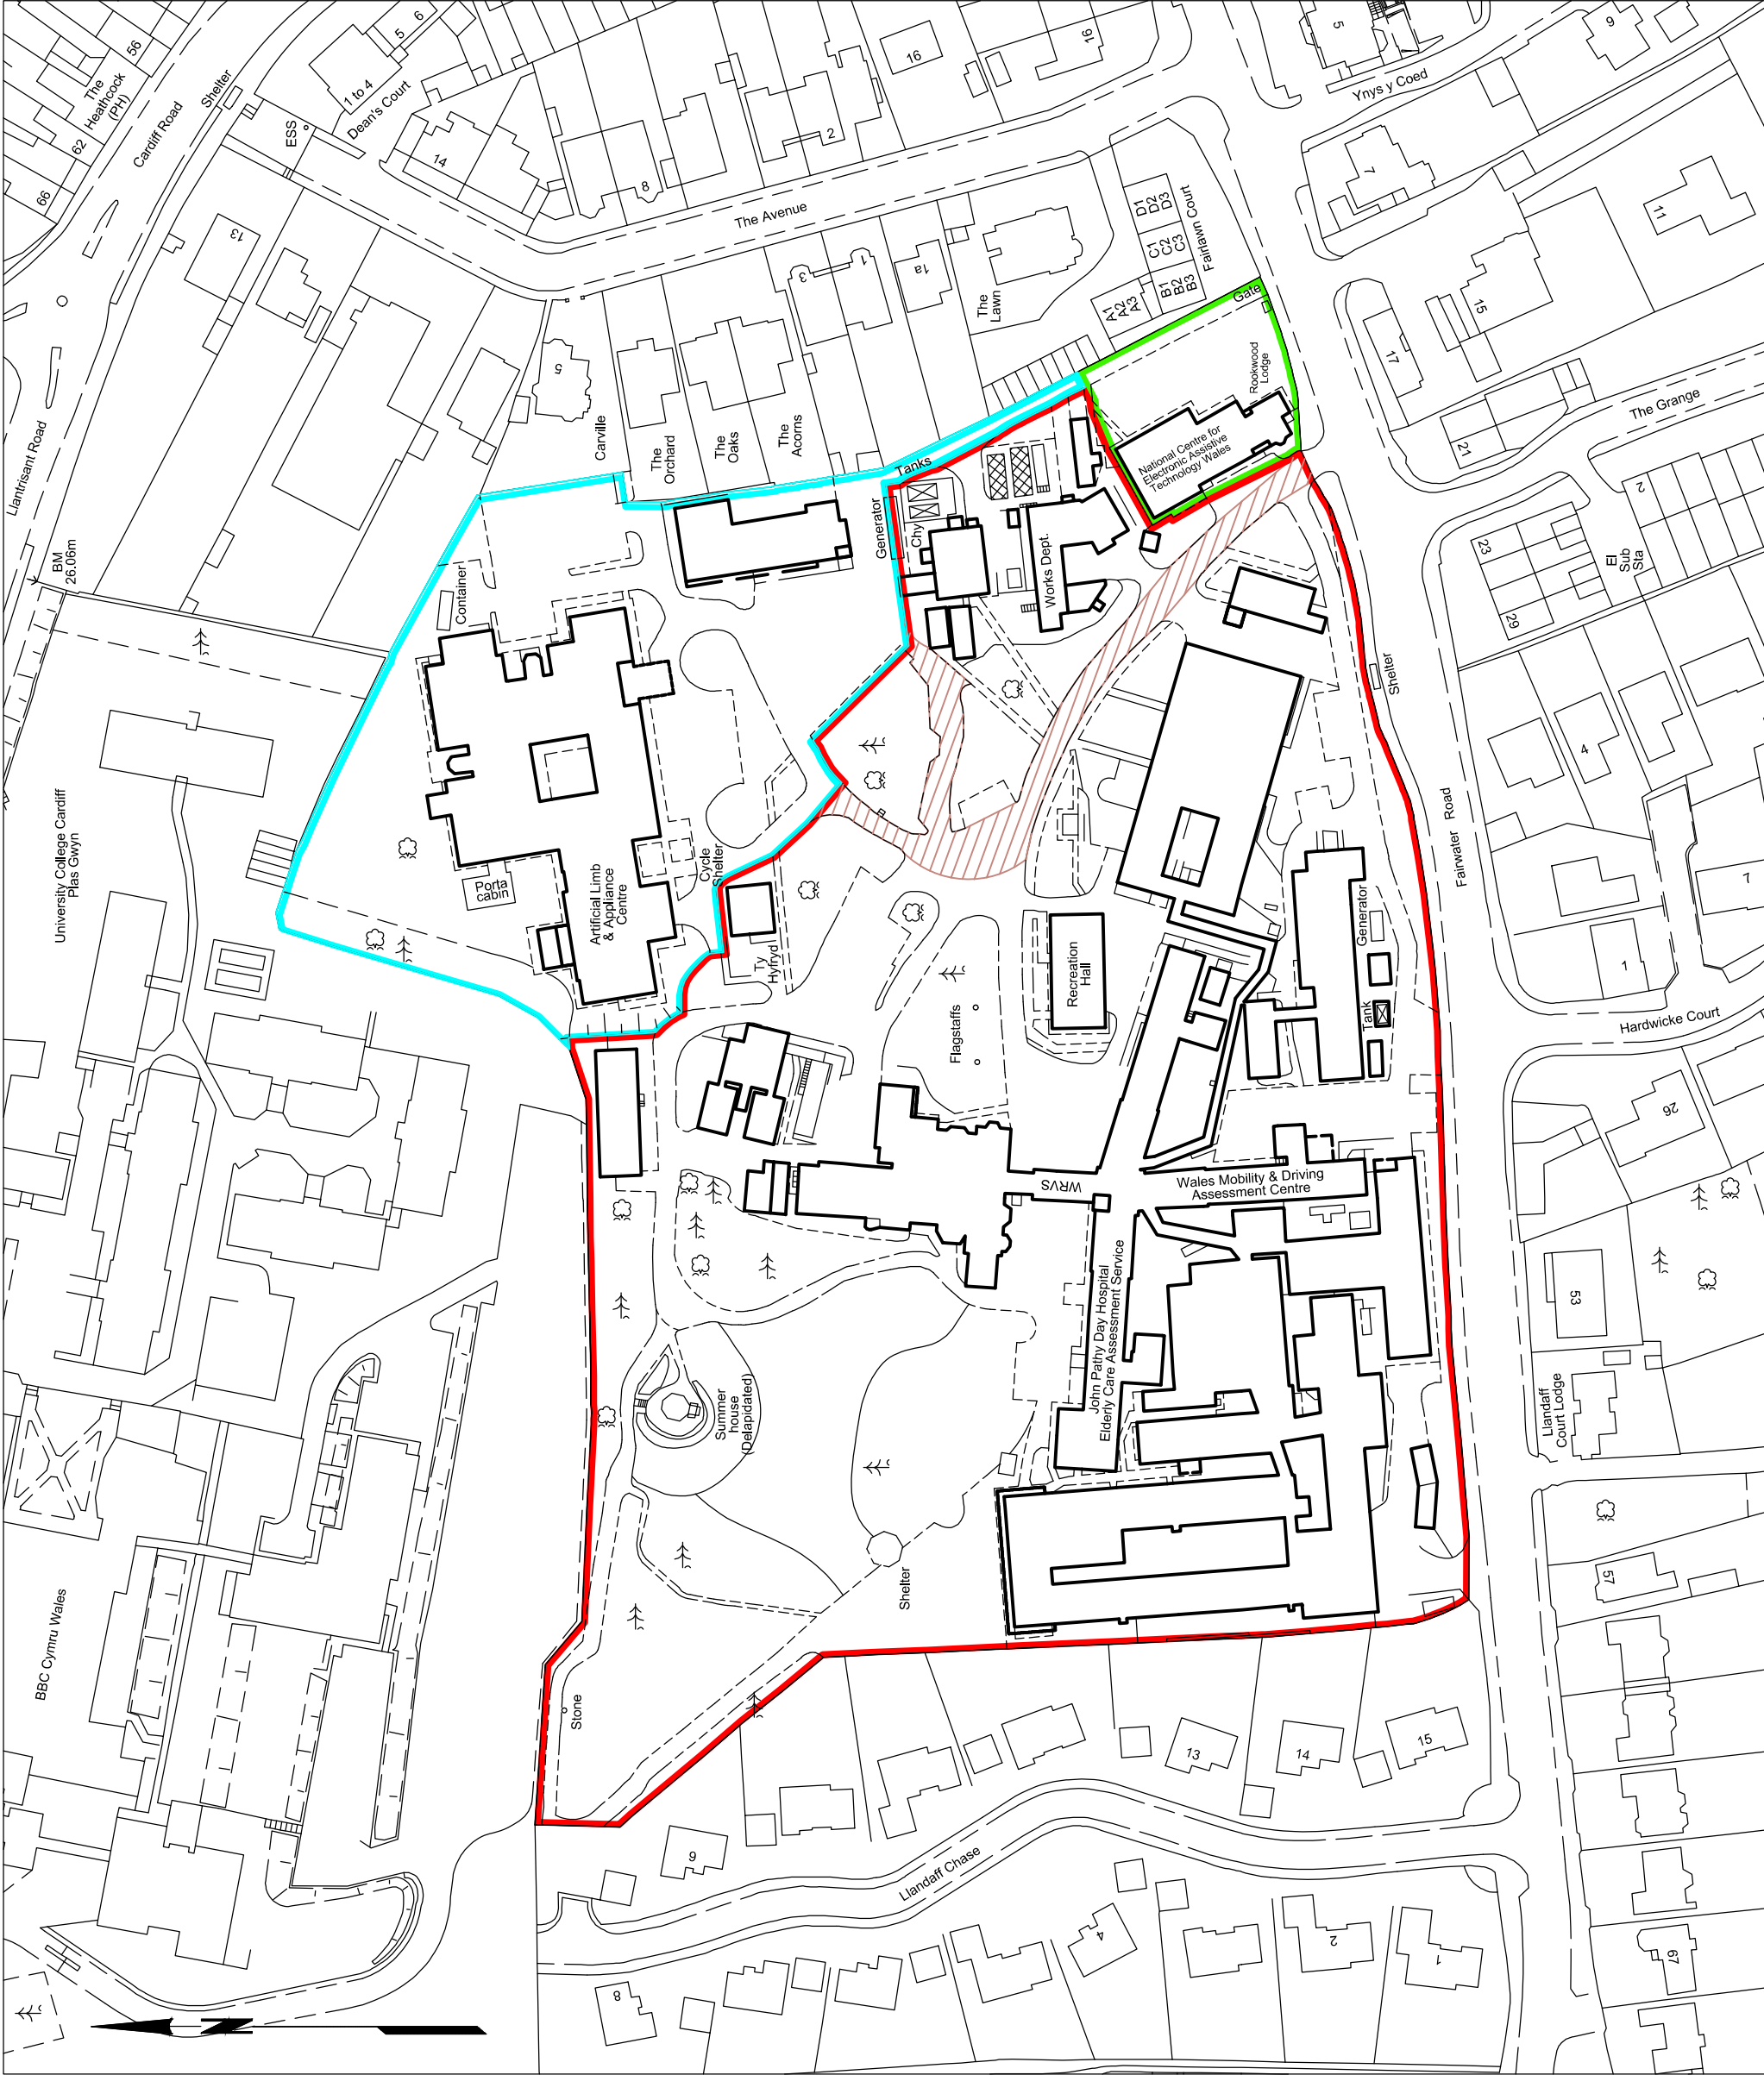 56
The
Heathcock
(PH)
62
66
Cardiff Road
Shelter
5
6
1 to 4
Dean's Court
ESS
14
8
2
16
16
5
9
Ynys y Coed
7
11
15
17
21
The Grange
2
23
29
El
Sub
Sta
4
7
1
Hardwicke Court
26
53
Llandaff
Court Lodge
57
67
13
Llantrisant Road
BM
26.06m
The Avenue
5
Carville
The
Orchard
The
Oaks
The
Acorns
3
1
1a
The
Lawn
D1
D2
D3
C1
C2
C3
B1
B2
B3
A1
A2
A3
Fairlawn Court
Gate
Rookwood
Lodge
National Centre for
Electronic Assistive
Technology Wales
Tanks
Generator
Chy
Works Dept.
Container
Shelter
Fairwater Road
University College Cardiff
Plas Gwyn
Porta
cabin
Artificial Limb
& Appliance
Centre
Cycle
Shelter
Ty
Hyfryd
Flagstaffs
Recreation
Hall
Generator
Tank
WRVS
Wales Mobility & Driving
Assessment Centre
John Pathy Day Hospital
Elderly Care Assessment Service
Summer
house
(Delapidated)
Shelter
Stone
BBC Cymru Wales
13
14
15
9
Llandaff Chase
8
4
2
1
N